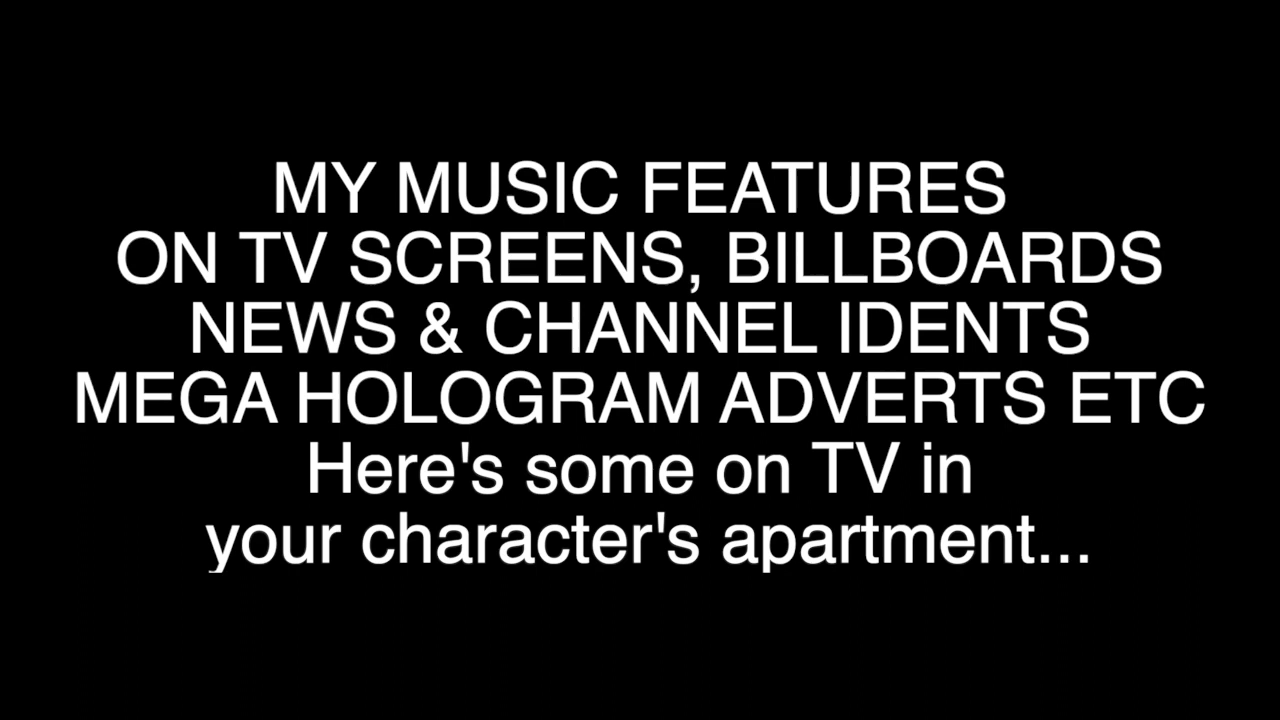 MY MUSIC FEATURES
ON TV SCREENS, BILLBOARDS
NEWS & CHANNEL IDENTS
MEGA HOLOGRAM ADVERTS ETC
Here's some on TV in
your character's apartment...